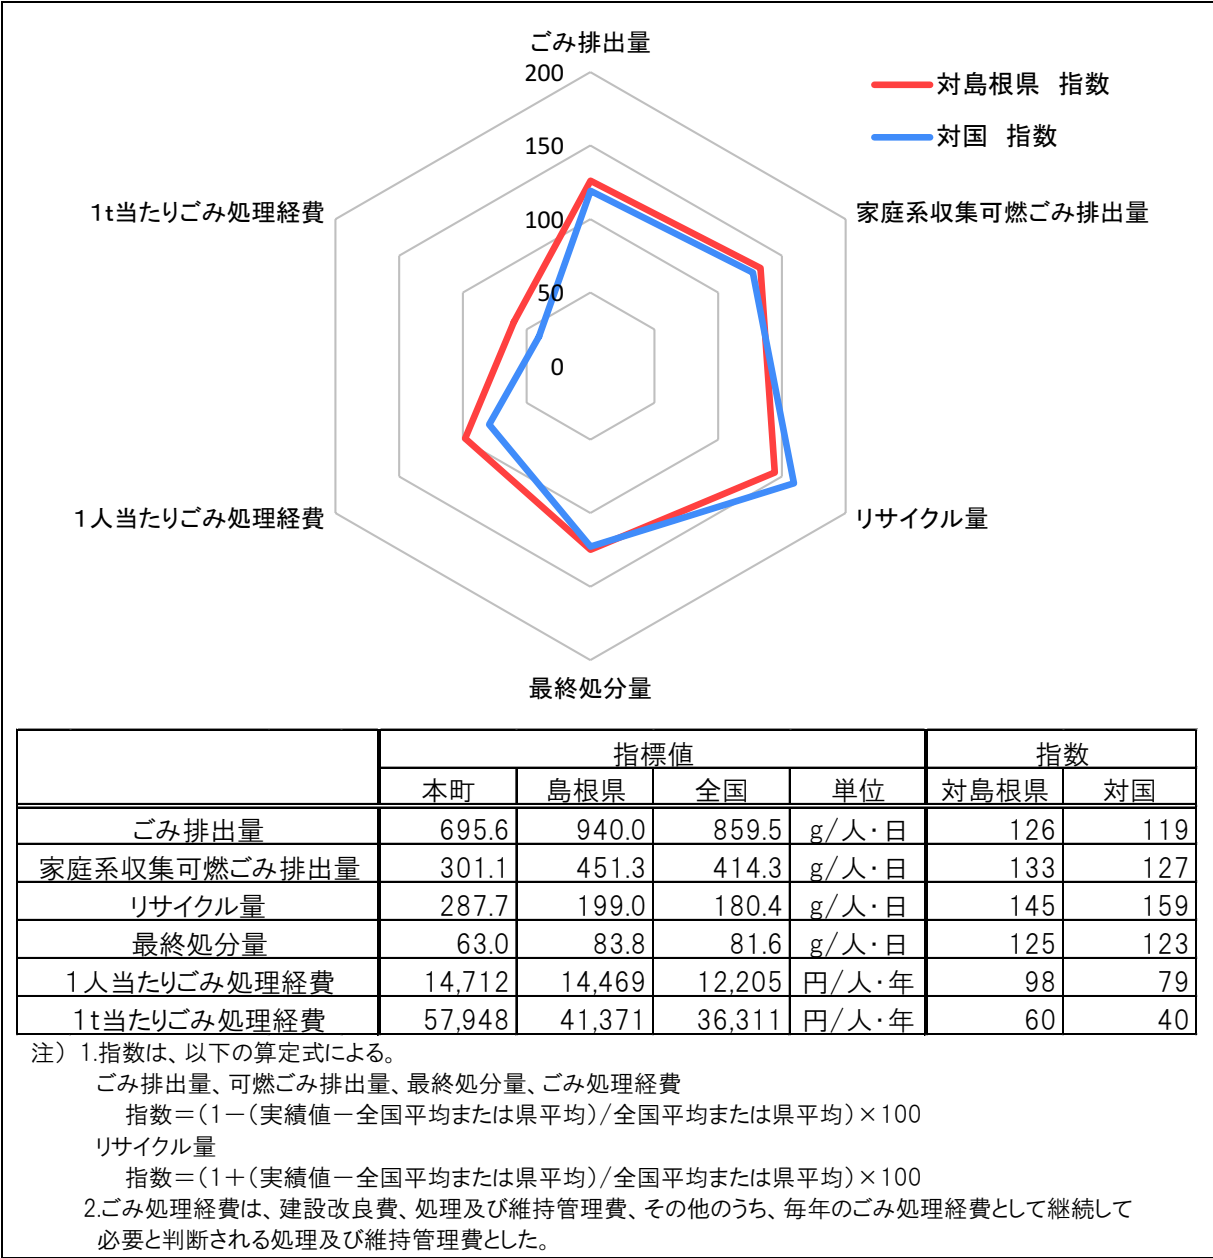 ごみ排出量
200
対島根県 指数
対国 指数
150
1t当たりごみ処理経費
家庭系収集可燃ごみ排出量
100
50
0
1人当たりごみ処理経費
リサイクル量
最終処分量
指標値 指数
本町 島根県 全国 単位 対島根県 対国
ごみ排出量 695.6 940.0 859.5 g/人・日 126 119
家庭系収集可燃ごみ排出量 301.1 451.3 414.3 g/人・日 133 127
リサイクル量 287.7 199.0 180.4 g/人・日 145 159
最終処分量 63.0 83.8 81.6 g/人・日 125 123
1人当たりごみ処理経費 14,712 14,469 12,205 円/人・年 98 79
1t当たりごみ処理経費 57,948 41,371 36,311 円/人・年 60 40
注） 1.指数は、以下の算定式による。
ごみ排出量、可燃ごみ排出量、最終処分量、ごみ処理経費
指数＝(1－(実績値－全国平均または県平均)/全国平均または県平均)×100
リサイクル量
指数＝(1＋(実績値－全国平均または県平均)/全国平均または県平均)×100
2.ごみ処理経費は、建設改良費、処理及び維持管理費、その他のうち、毎年のごみ処理経費として継続して
必要と判断される処理及び維持管理費とした。